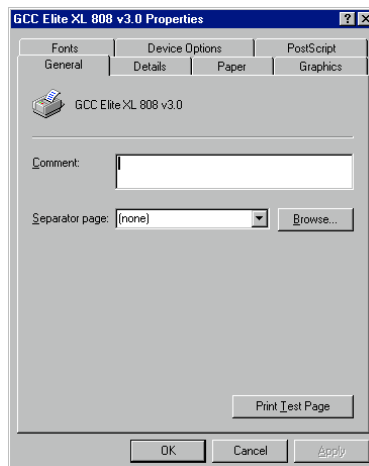 GCC Elite XL 808 v3.0 Properties
Fonts Device Options PostScript
General Details Paper Graphics
GCC Elite XL 808 v3.0
Comment:
Separator page: (none) Browse...
Print Test Page
OK Cancel Apply